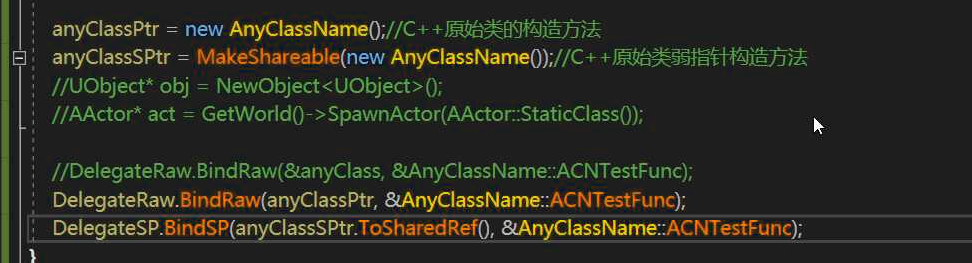 anyClassPtr = new AnyClassName();//C++原始类的构造方法
anyClassSPtr = MakeShareable(new AnyClassName());//C++原始类弱指针构造方法
//UObject* obj = NewObject<UObject>();
//AActor* act = GetWorld()->SpawnActor(AActor::StaticClass());
//DelegateRaw.BindRaw(&anyClass, &AnyClassName::ACNTestFunc);
DelegateRaw.BindRaw(anyClassPtr, &AnyClassName::ACNTestFunc);
DelegateSP.BindSP(anyClassSPtr.ToSharedRef(), &AnyClassName::ACNTestFunc);
}